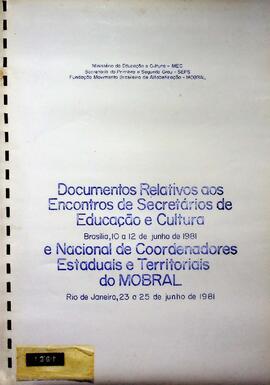 Ministério da Educação e Cultura - MEC
Secretaria de Primeiro e Segundo Grau - SEPS
Fundação Movimento Brasileiro de Alfabetização - MOBRAL
Documentos Relativos aos
Encontros de Secretários de
Educação e Cultura
Brasília, 10 a 12 de junho de 1981
e Nacional de Coordenadores
Estaduais e Territoriais
do MOBRAL
Rio de Janeiro, 23 a 25 de junho de 1981